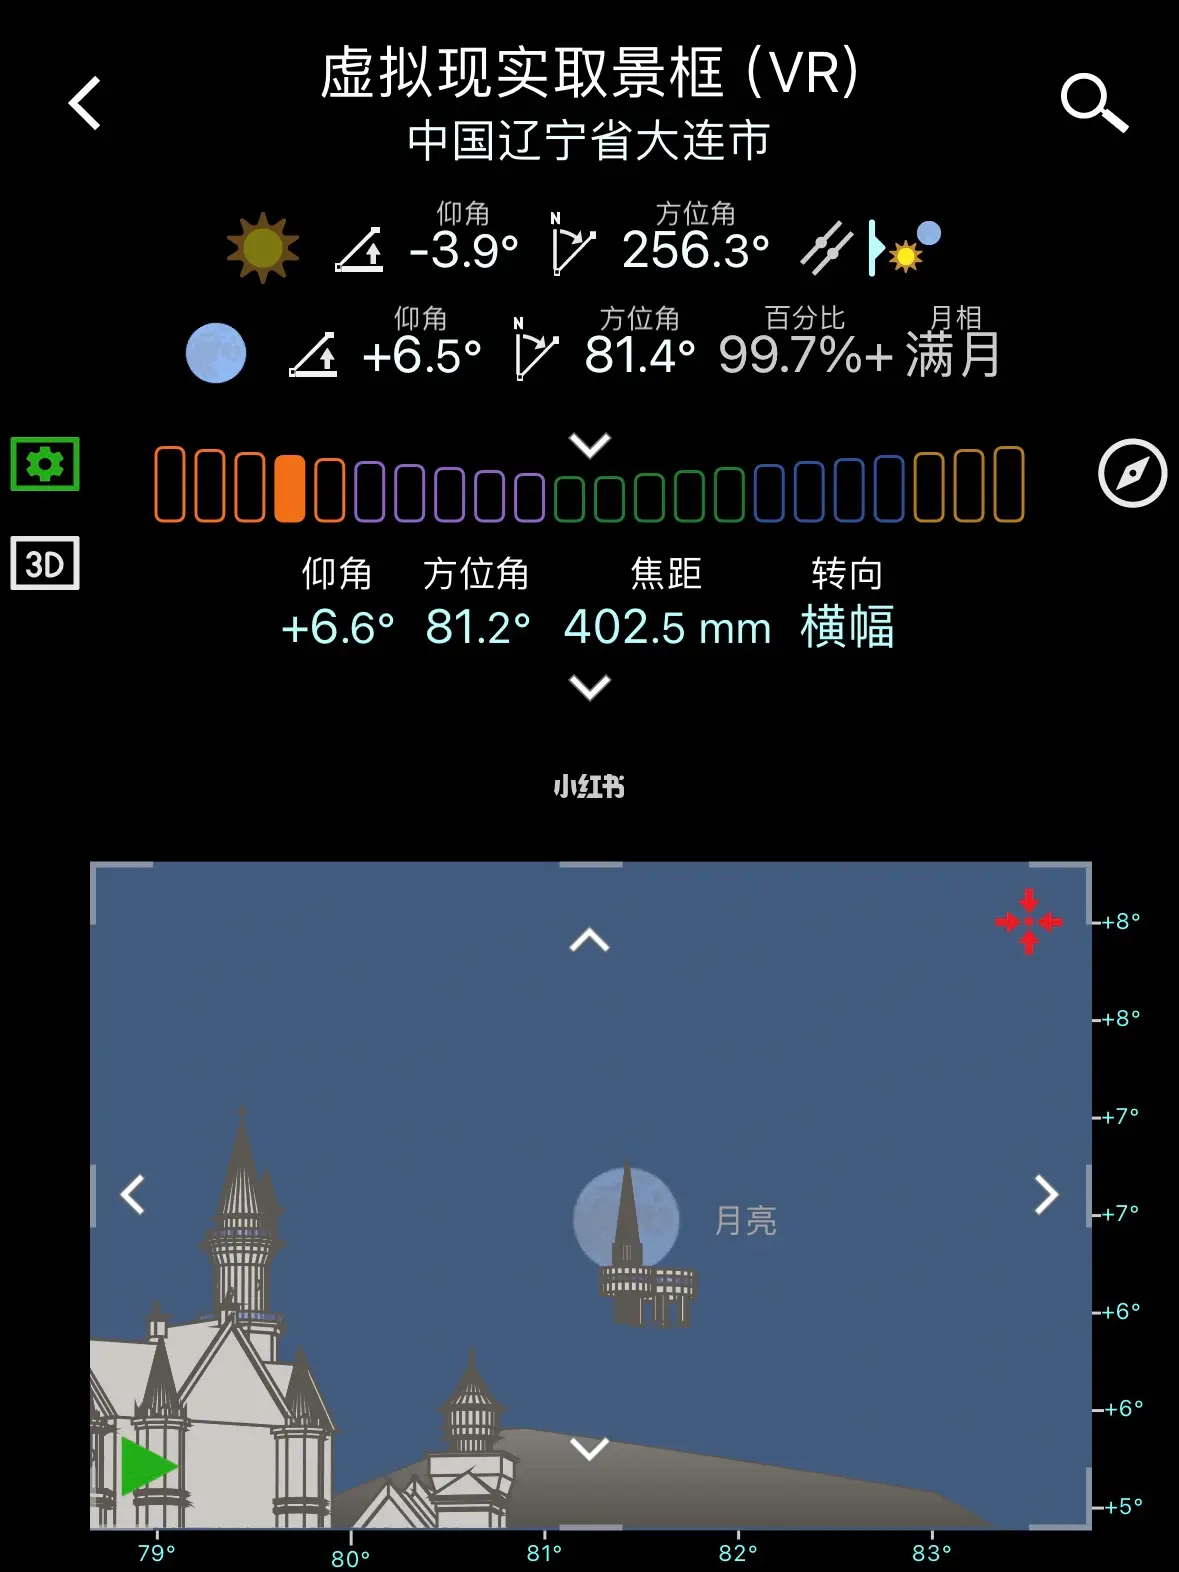 虚拟现实取景框 (VR)
中国辽宁省大连市
仰角 方位角
-3.9° N 256.3°
仰角 方位角 百分比 月相
+6.5° N 81.4° 99.7%+ 满月
3D
仰角 方位角 焦距 转向
+6.6° 81.2° 402.5 mm 横幅
小红书
+8°
+8°
+7°
+7°
月亮
+6°
+6°
+5°
79° 80° 81° 82° 83°